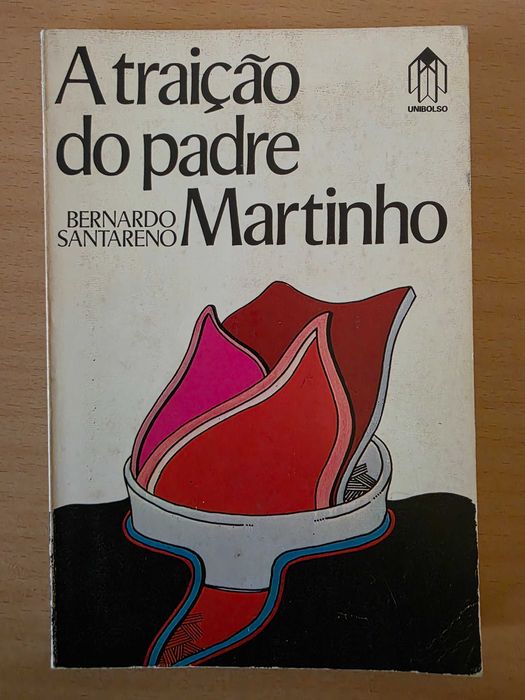 A traição
do padre
Martinho
BERNARDO
SANTARENO
UNIBOLSO